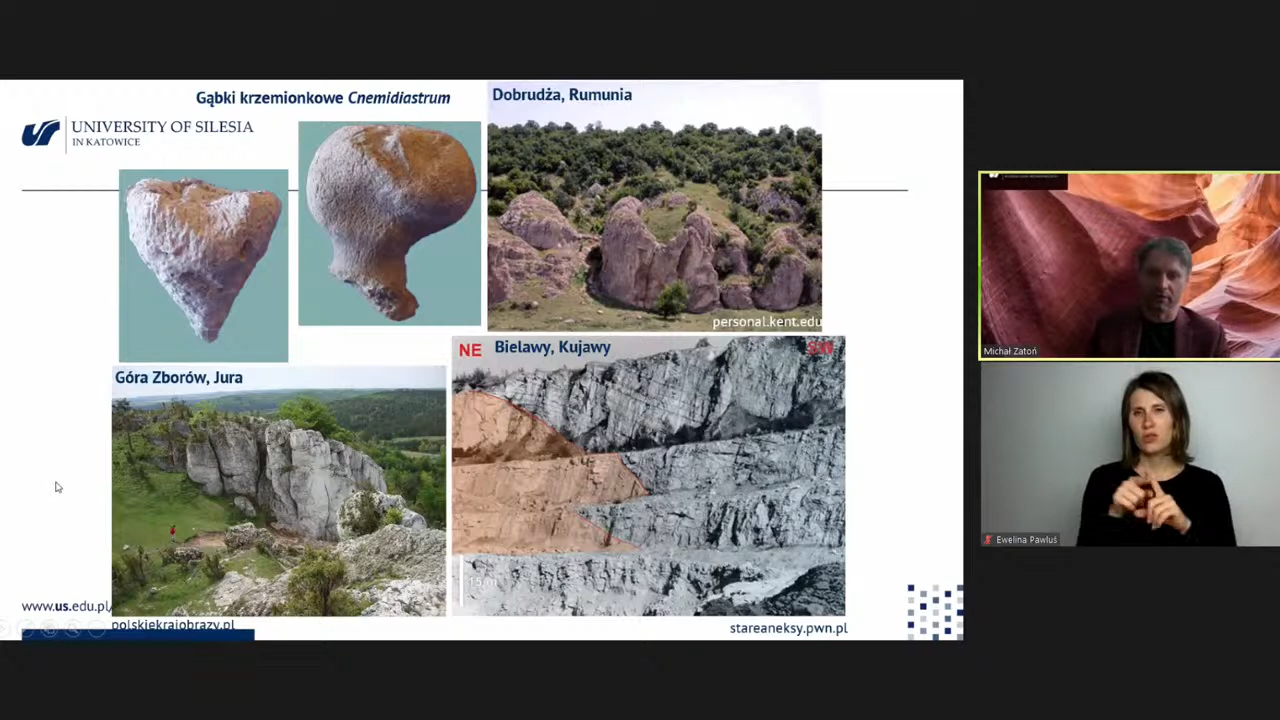 Gąbki krzemionkowe Cnemidiastrum
UNIVERSITY OF SILESIA
IN KATOWICE
Dobrudża, Rumunia
personal.kent.edu
Góra Zborów, Jura
NE
Bielawy, Kujawy
15 m
www.us.edu.pl
polskiekrajobrazy.pl
stareaneksy.pwn.pl
Michał Zatoń
Ewelina Pawluś